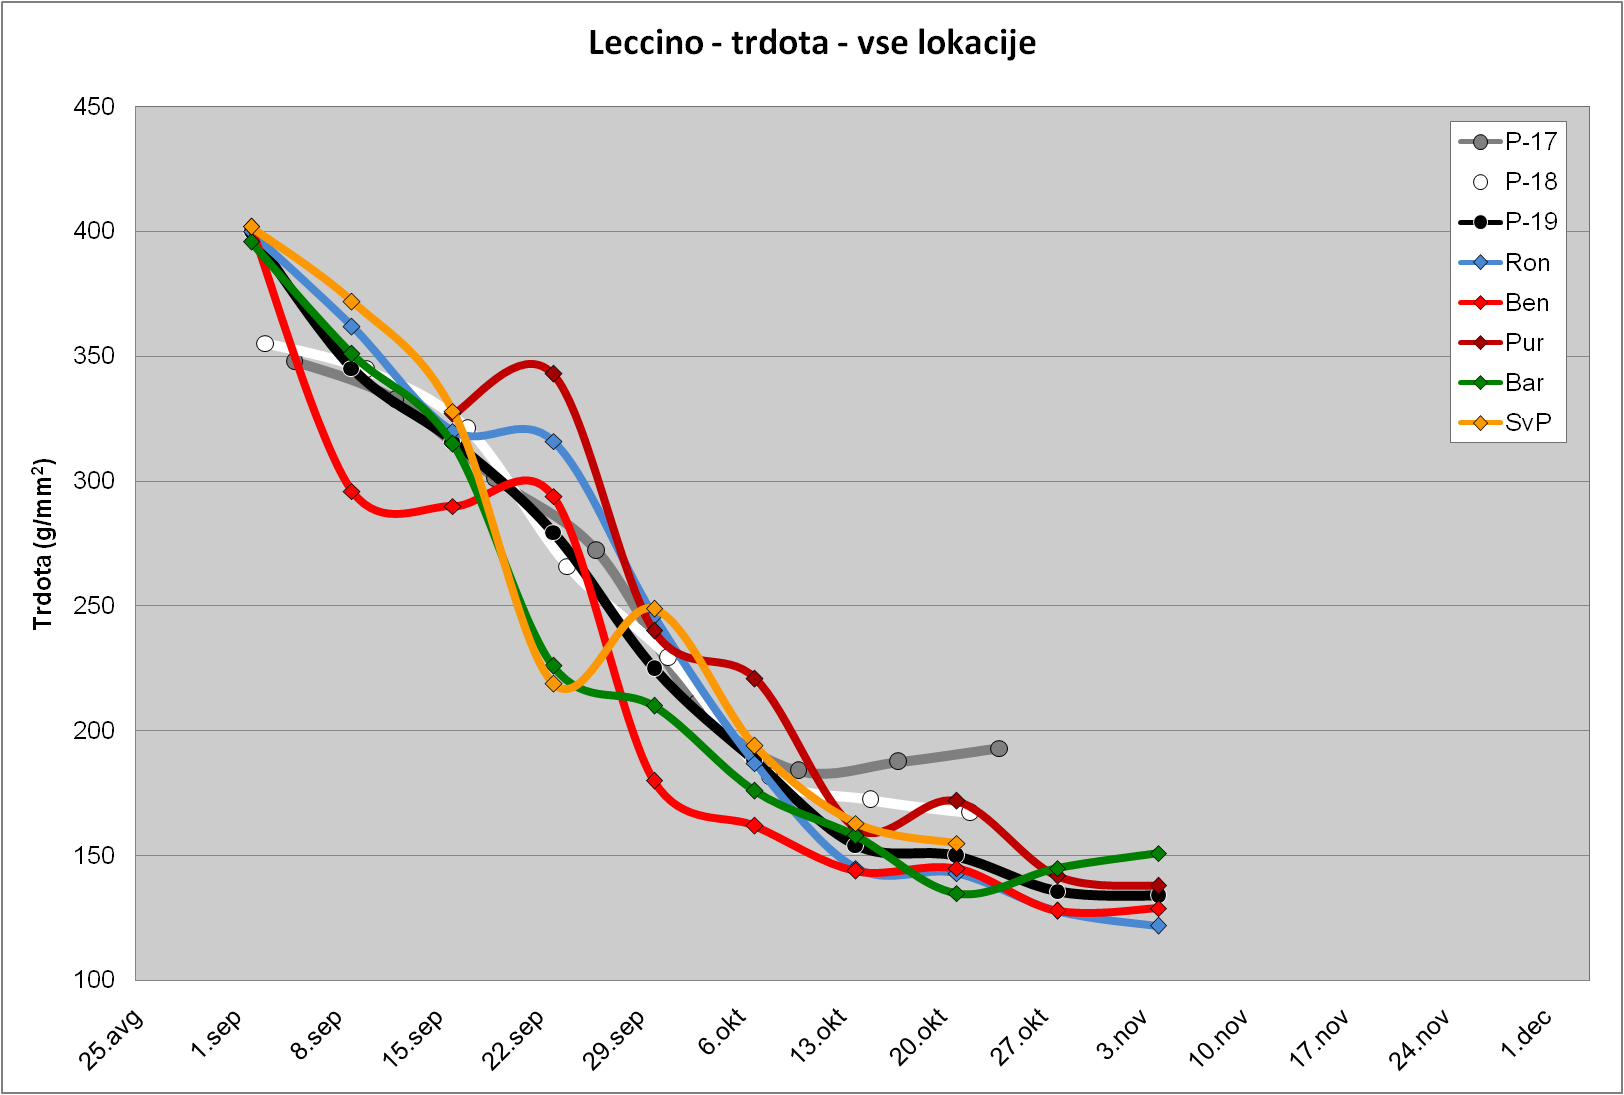 Leccino - trdota - vse lokacije
Trdota (g/mm²)
450
400
350
300
250
200
150
100
25.avg
1.sep
8.sep
15.sep
22.sep
29.sep
6.okt
13.okt
20.okt
27.okt
3.nov
10.nov
17.nov
24.nov
1.dec
P-17
P-18
P-19
Ron
Ben
Pur
Bar
SvP